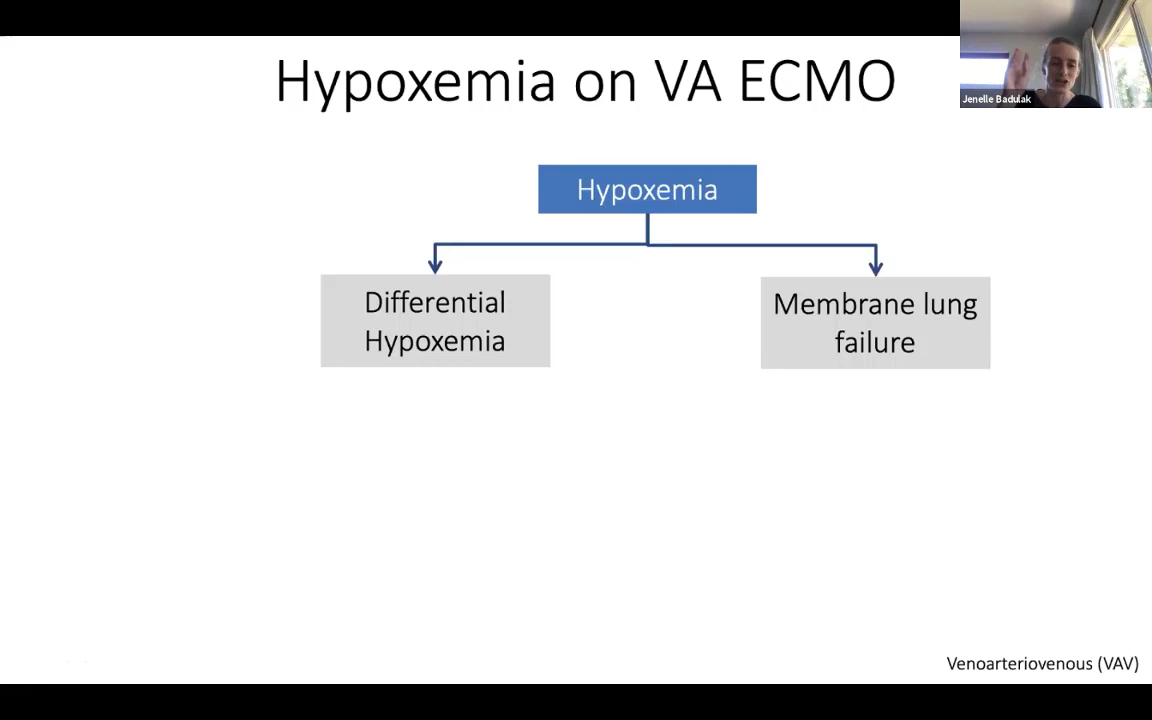 Hypoxemia on VA ECMO
Jenelle Badulak
Hypoxemia
Differential
Hypoxemia
Membrane lung
failure
Venoarteriovenous (VAV)